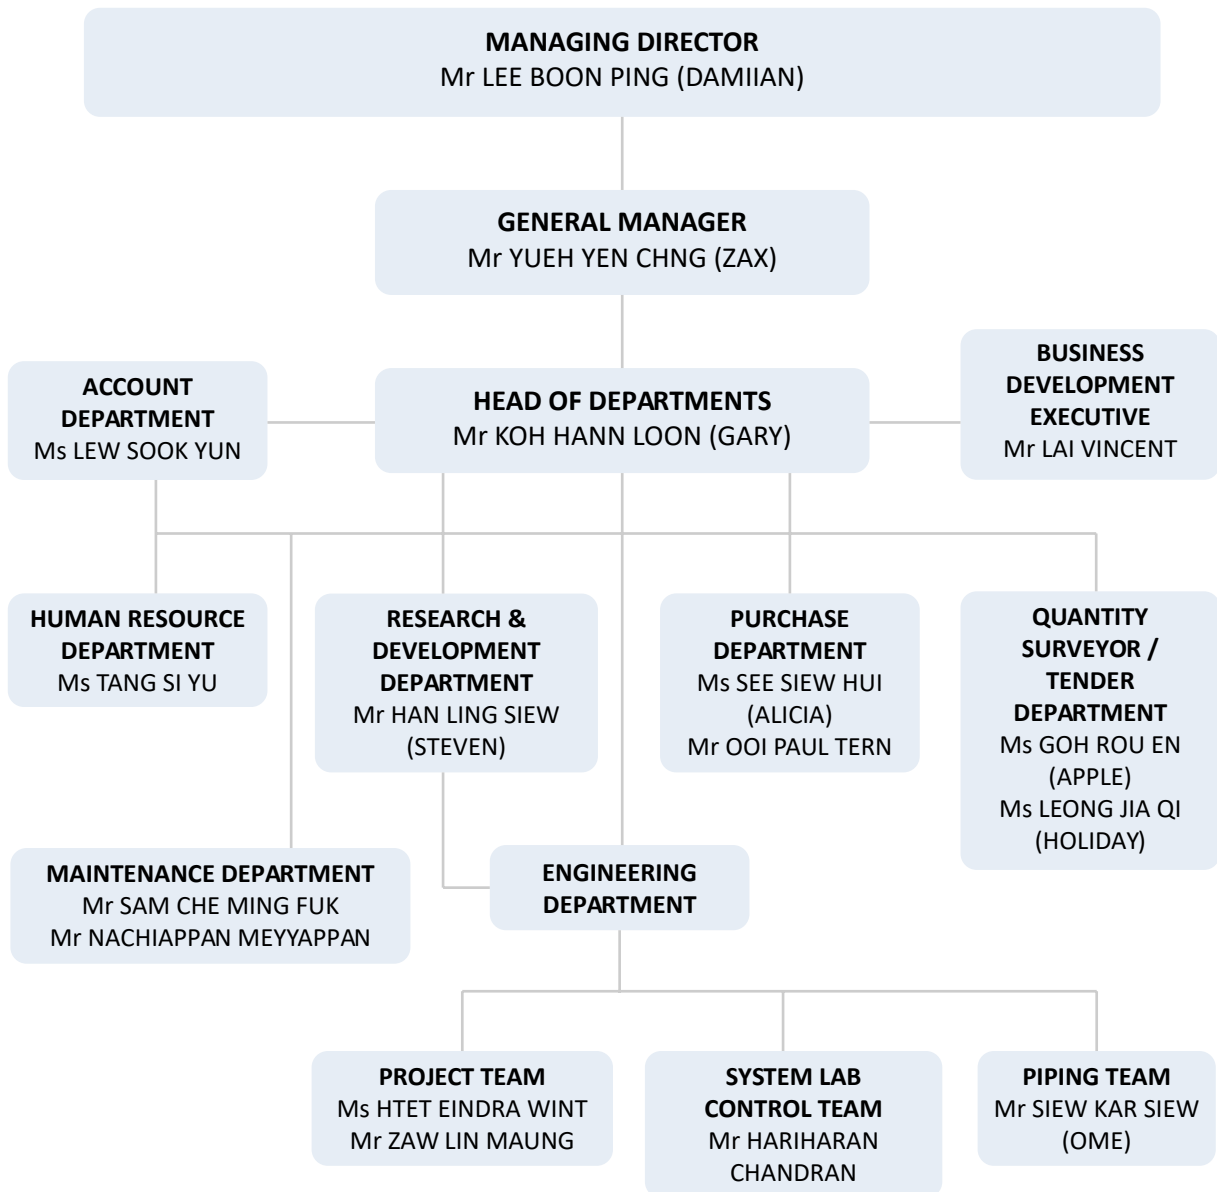 MANAGING DIRECTOR
Mr LEE BOON PING (DAMIIAN)
GENERAL MANAGER
Mr YUEH YEN CHNG (ZAX)
ACCOUNT
DEPARTMENT
Ms LEW SOOK YUN
HEAD OF DEPARTMENTS
Mr KOH HANN LOON (GARY)
BUSINESS
DEVELOPMENT
EXECUTIVE
Mr LAI VINCENT
HUMAN RESOURCE
DEPARTMENT
Ms TANG SI YU
RESEARCH &
DEVELOPMENT
DEPARTMENT
Mr HAN LING SIEW
(STEVEN)
PURCHASE
DEPARTMENT
Ms SEE SIEW HUI
(ALICIA)
Mr OOI PAUL TERN
QUANTITY
SURVEYOR /
TENDER
DEPARTMENT
Ms GOH ROU EN
(APPLE)
Ms LEONG JIA QI
(HOLIDAY)
MAINTENANCE DEPARTMENT
Mr SAM CHE MING FUK
Mr NACHIAPPAN MEYYAPPAN
ENGINEERING
DEPARTMENT
PROJECT TEAM
Ms HTET EINDRA WINT
Mr ZAW LIN MAUNG
SYSTEM LAB
CONTROL TEAM
Mr HARIHARAN
CHANDRAN
PIPING TEAM
Mr SIEW KAR SIEW
(OME)